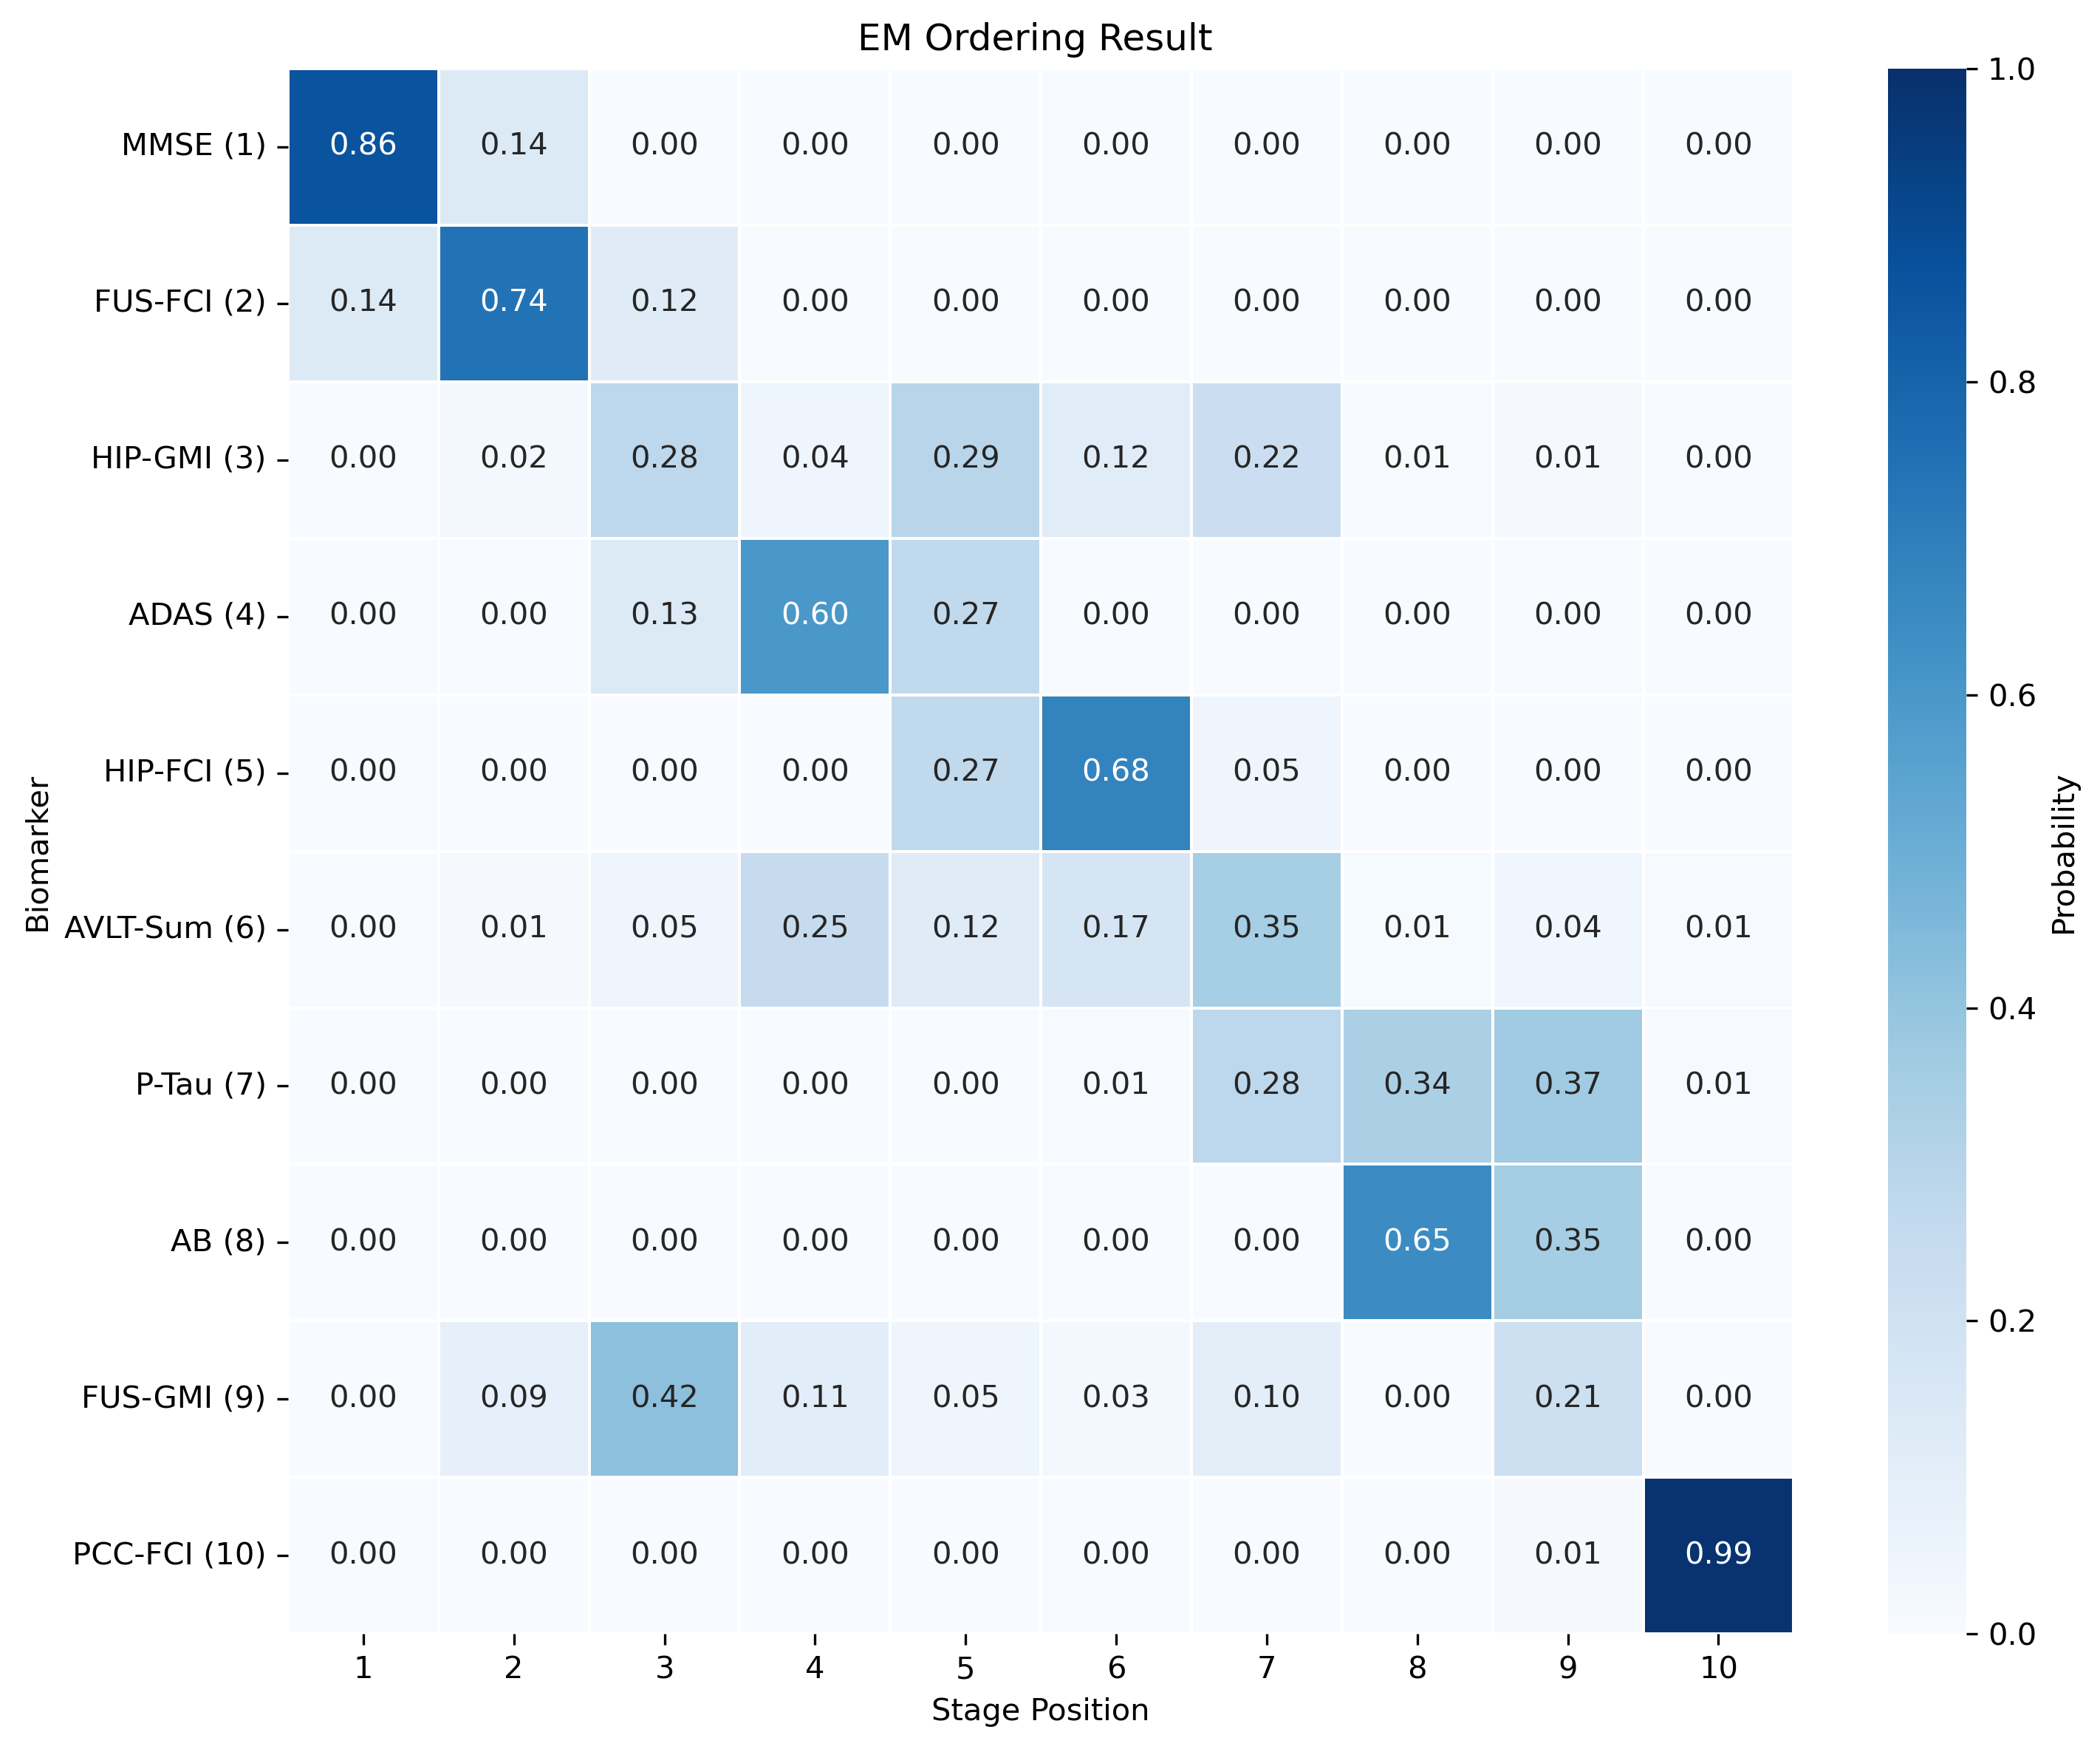 EM Ordering Result
MMSE (1) 0.86 0.14 0.00 0.00 0.00 0.00 0.00 0.00 0.00 0.00
FUS-FCI (2) 0.14 0.74 0.12 0.00 0.00 0.00 0.00 0.00 0.00 0.00
HIP-GMI (3) 0.00 0.02 0.28 0.04 0.29 0.12 0.22 0.01 0.01 0.00
ADAS (4) 0.00 0.00 0.13 0.60 0.27 0.00 0.00 0.00 0.00 0.00
HIP-FCI (5) 0.00 0.00 0.00 0.00 0.27 0.68 0.05 0.00 0.00 0.00
AVLT-Sum (6) 0.00 0.01 0.05 0.25 0.12 0.17 0.35 0.01 0.04 0.01
P-Tau (7) 0.00 0.00 0.00 0.00 0.00 0.01 0.28 0.34 0.37 0.01
AB (8) 0.00 0.00 0.00 0.00 0.00 0.00 0.00 0.65 0.35 0.00
FUS-GMI (9) 0.00 0.09 0.42 0.11 0.05 0.03 0.10 0.00 0.21 0.00
PCC-FCI (10) 0.00 0.00 0.00 0.00 0.00 0.00 0.00 0.00 0.01 0.99
1 2 3 4 5 6 7 8 9 10
Stage Position
Biomarker
1.0
0.8
0.6
0.4
0.2
0.0
Probability